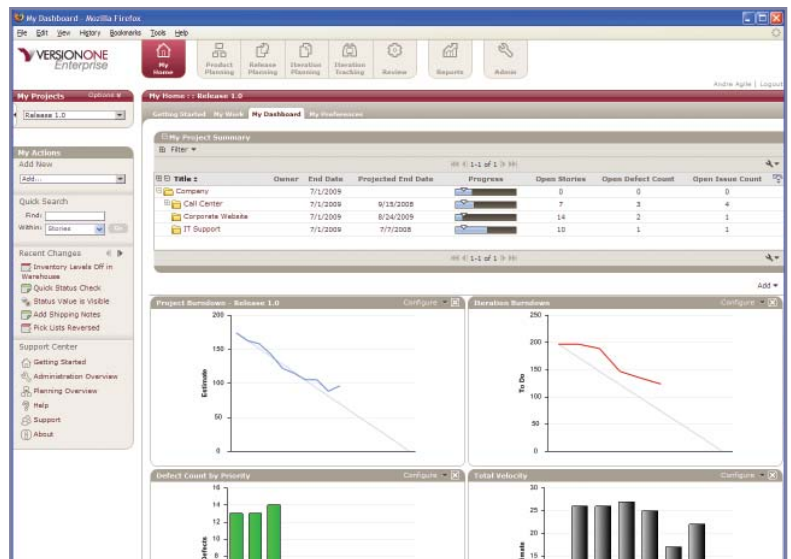 My Dashboard - Mozilla Firefox
File Edit View History Bookmarks Tools Help
VERSIONONE
Enterprise
My Home
Product Planning
Release Planning
Iteration Planning
Iteration Tracking
Review
Reports
Admin
Andre Agile | Logout
My Projects Options
Release 1.0
My Home :: Release 1.0
Getting Started My Work My Dashboard My Preferences
My Actions
Add New
Add...
Quick Search
Find:
Within: Stories Go
Recent Changes
Inventory Levels Off in
Warehouse
Quick Status Check
Status Value is Visible
Add Shipping Notes
Pick Lists Reversed
Support Center
Getting Started
Administration Overview
Planning Overview
Help
Support
About
My Project Summary
Filter
1-1 of 1
Title Owner End Date Projected End Date Progress Open Stories Open Defect Count Open Issue Count
Company 7/1/2009 0 0 0
Call Center 7/1/2009 9/15/2008 7 3 4
Corporate Website 7/1/2009 8/24/2009 14 2 1
IT Support 7/1/2009 7/7/2008 10 1 1
1-1 of 1
Add
Project Burndown - Release 1.0 Configure
200
150
100
50
0
Estimate
Iteration Burndown Configure
250
200
150
100
50
0
To Do
Defect Count by Priority Configure
16
14
12
10
8
Defects
Total Velocity Configure
30
25
20
15